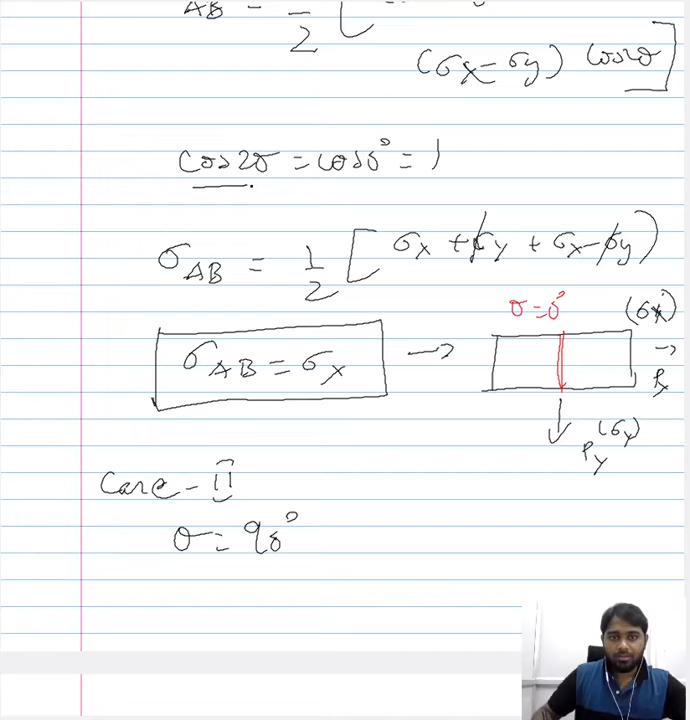 AB = 1/2 [
(σx − σy) cos2θ]
cos2θ = cos0° = 1
σAB = 1/2 [σx + σy + σx − σy)
θ=0° (σx)
σAB = σx → → Px
(σy)
Py
Case - II
θ = 90°